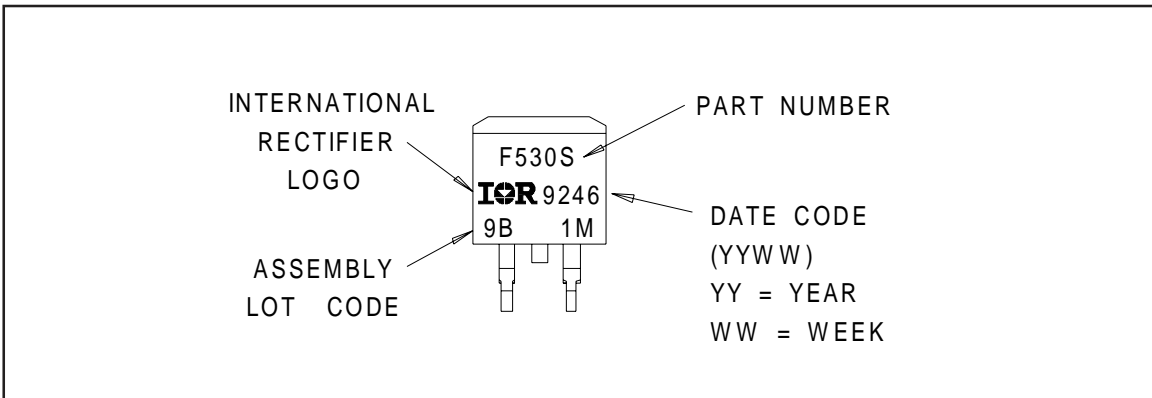 INTERNATIONAL
RECTIFIER
LOGO
ASSEMBLY
LOT CODE
F530S
IOR 9246
9B 1M
PART NUMBER
DATE CODE
(YYWW)
YY = YEAR
WW = WEEK